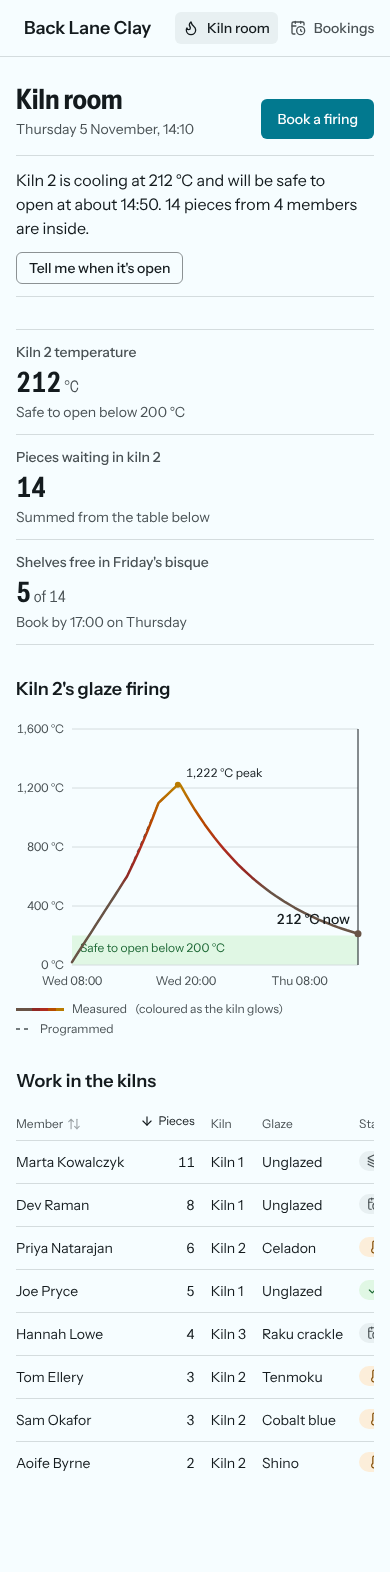 Back Lane Clay
Kiln room
Bookings
Kiln room
Thursday 5 November, 14:10
Book a firing
Kiln 2 is cooling at 212 °C and will be safe to
open at about 14:50. 14 pieces from 4 members
are inside.
Tell me when it's open
Kiln 2 temperature
212 °C
Safe to open below 200 °C
Pieces waiting in kiln 2
14
Summed from the table below
Shelves free in Friday's bisque
5 of 14
Book by 17:00 on Thursday
Kiln 2's glaze firing
1,600 °C
1,222 °C peak
1,200 °C
800 °C
400 °C
212 °C now
Safe to open below 200 °C
0 °C
Wed 08:00 Wed 20:00 Thu 08:00
Measured (coloured as the kiln glows)
Programmed
Work in the kilns
Member Pieces Kiln Glaze Sta
Marta Kowalczyk 11 Kiln 1 Unglazed
Dev Raman 8 Kiln 1 Unglazed
Priya Natarajan 6 Kiln 2 Celadon
Joe Pryce 5 Kiln 1 Unglazed
Hannah Lowe 4 Kiln 3 Raku crackle
Tom Ellery 3 Kiln 2 Tenmoku
Sam Okafor 3 Kiln 2 Cobalt blue
Aoife Byrne 2 Kiln 2 Shino